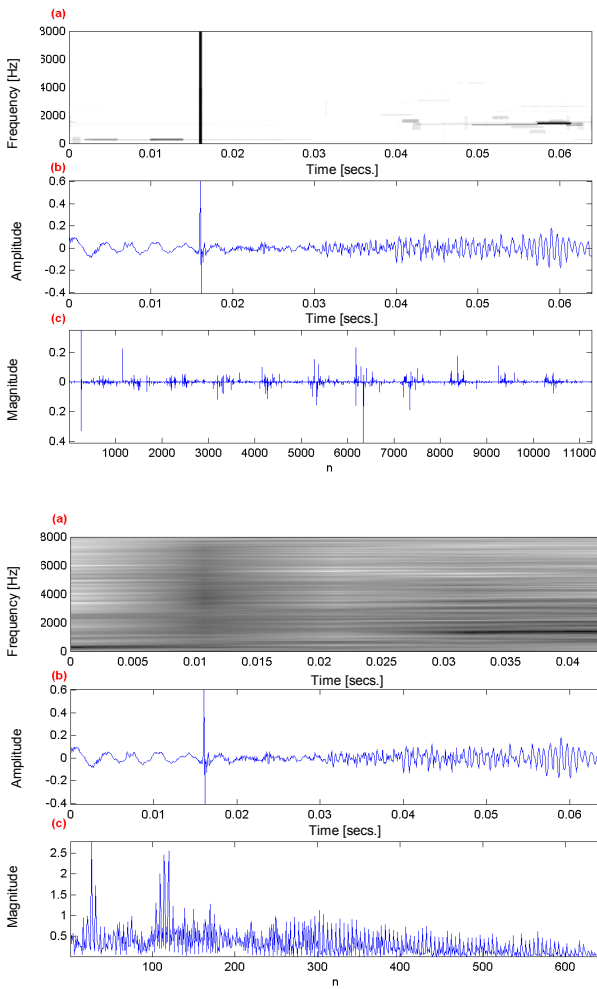 (a)
8000
6000
4000
2000
0
Frequency [Hz]
0 0.01 0.02 0.03 0.04 0.05 0.06
Time [secs.]
(b)
0.6
0.4
0.2
0
-0.2
-0.4
Amplitude
0 0.01 0.02 0.03 0.04 0.05 0.06
Time [secs.]
(c)
0.2
0
0.2
0.4
Magnitude
1000 2000 3000 4000 5000 6000 7000 8000 9000 10000 11000
n
(a)
8000
6000
4000
2000
0
Frequency [Hz]
0 0.005 0.01 0.015 0.02 0.025 0.03 0.035 0.04
Time [secs.]
(b)
0.6
0.4
0.2
0
-0.2
-0.4
Amplitude
0 0.01 0.02 0.03 0.04 0.05 0.06
Time [secs.]
(c)
2.5
2
1.5
1
0.5
Magnitude
100 200 300 400 500 600
n